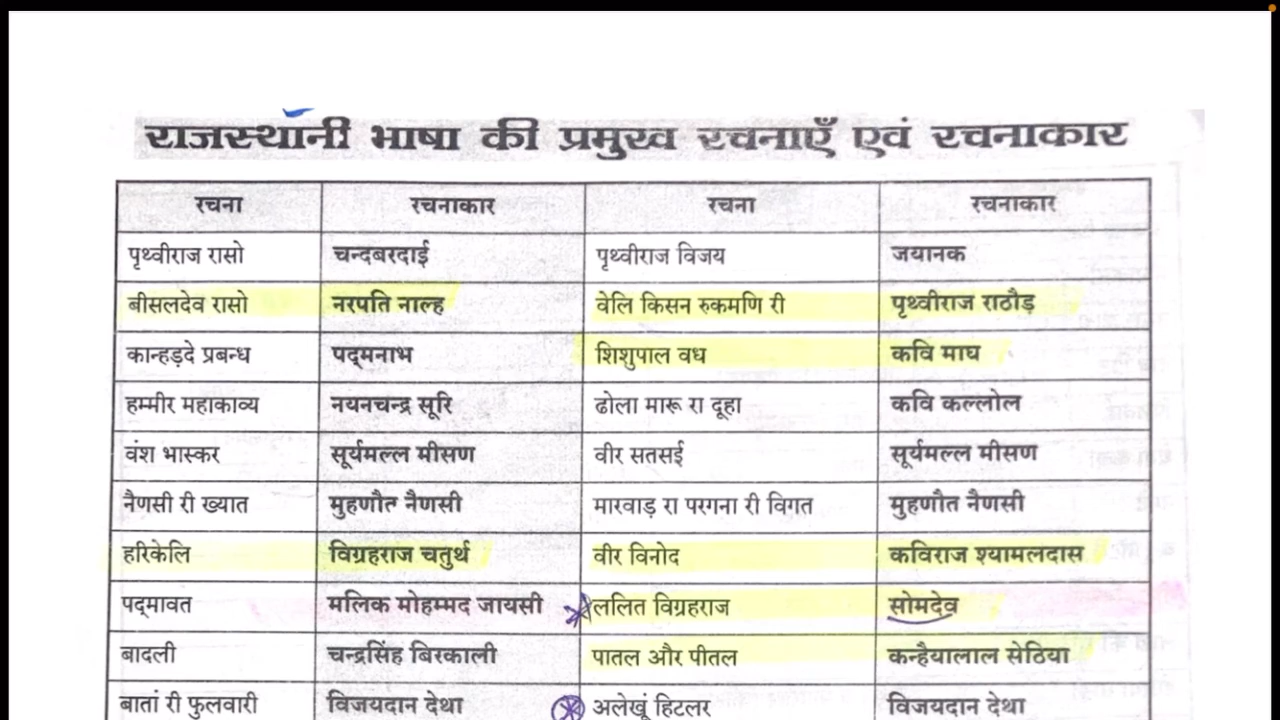 राजस्थानी भाषा की प्रमुख रचनाएँ एवं रचनाकार
रचना रचनाकार रचना रचनाकार
पृथ्वीराज रासो चन्दबरदाई पृथ्वीराज विजय जयानक
बीसलदेव रासो नरपति नाल्ह वेलि किसन रुकमणि री पृथ्वीराज राठौड़
कान्हड़दे प्रबन्ध पद्मनाभ शिशुपाल वध कवि माघ
हम्मीर महाकाव्य नयनचन्द्र सूरि ढोला मारू रा दूहा कवि कल्लोल
वंश भास्कर सूर्यमल्ल मीसण वीर सतसई सूर्यमल्ल मीसण
नैणसी री ख्यात मुहणौत नैणसी मारवाड़ रा परगना री विगत मुहणौत नैणसी
हरिकेलि विग्रहराज चतुर्थ वीर विनोद कविराज श्यामलदास
पद्मावत मलिक मोहम्मद जायसी ललित विग्रहराज सोमदेव
बादली चन्द्रसिंह बिरकाली पातल और पीतल कन्हैयालाल सेठिया
बातां री फुलवारी विजयदान देथा अलेखूं हिटलर विजयदान देथा